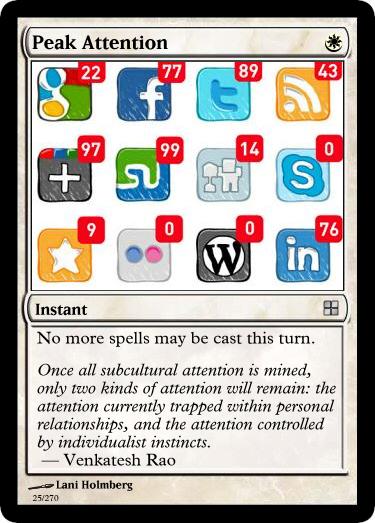 Peak Attention
22 77 89 43
97 99 14 0
9 0 0 76
Instant
No more spells may be cast this turn.
Once all subcultural attention is mined,
only two kinds of attention will remain: the
attention currently trapped within personal
relationships, and the attention controlled
by individualist instincts.
— Venkatesh Rao
Lani Holmberg
25/270